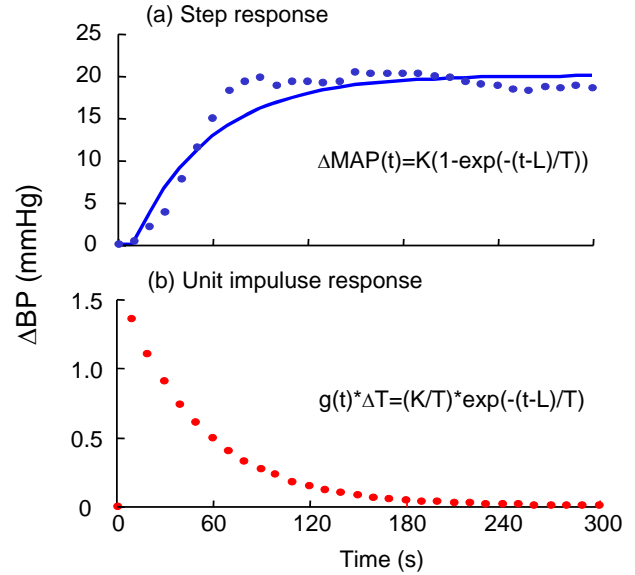 (a) Step response
25
20
15
10
5
0
ΔMAP(t)=K(1-exp(-(t-L)/T))
ΔBP (mmHg)
(b) Unit impuluse response
1.5
1.0
0.5
0
g(t)*ΔT=(K/T)*exp(-(t-L)/T)
0 60 120 180 240 300
Time (s)